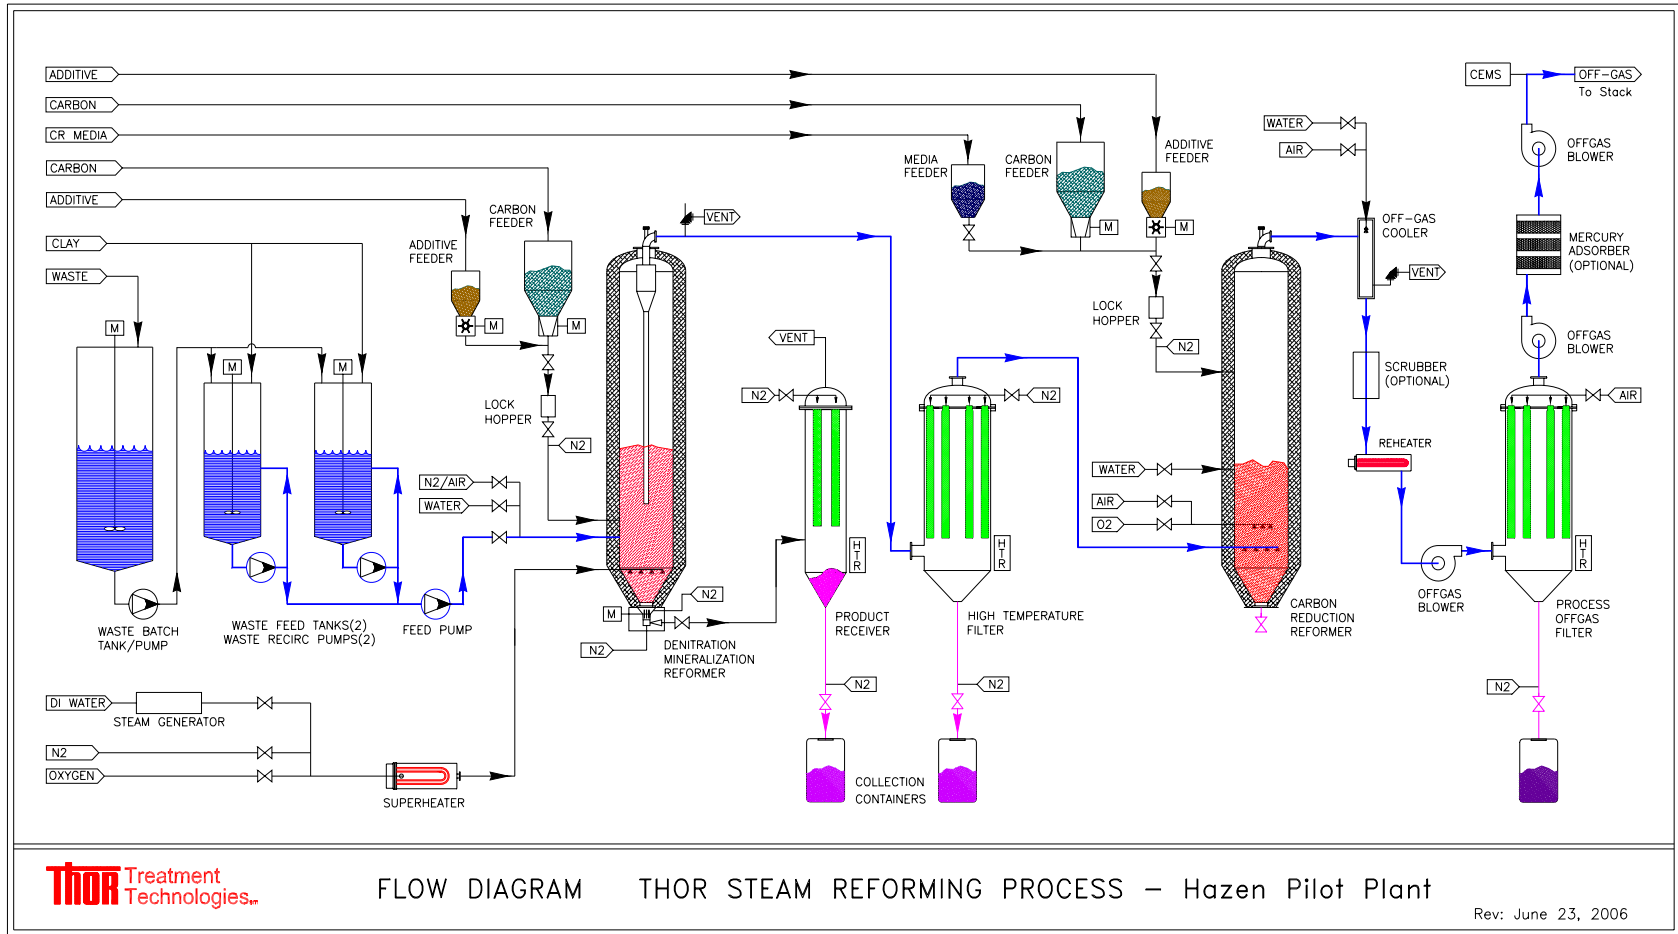 ADDITIVE
CARBON
CR MEDIA
CARBON
ADDITIVE
CLAY
WASTE
M
M
M
WASTE BATCH
TANK/PUMP
WASTE FEED TANKS(2)
WASTE RECIRC PUMPS(2)
FEED PUMP
ADDITIVE
FEEDER
M
CARBON
FEEDER
M
LOCK
HOPPER
N2
N2/AIR
WATER
VENT
M
N2
N2
DENITRATION
MINERALIZATION
REFORMER
DI WATER
STEAM GENERATOR
N2
OXYGEN
SUPERHEATER
VENT
N2
HTR
PRODUCT
RECEIVER
N2
COLLECTION
CONTAINERS
N2
HTR
HIGH TEMPERATURE
FILTER
N2
MEDIA
FEEDER
CARBON
FEEDER
M
ADDITIVE
FEEDER
M
LOCK
HOPPER
N2
WATER
AIR
O2
CARBON
REDUCTION
REFORMER
WATER
AIR
OFF-GAS
COOLER
VENT
SCRUBBER
(OPTIONAL)
REHEATER
OFFGAS
BLOWER
CEMS
OFF-GAS
To Stack
OFFGAS
BLOWER
MERCURY
ADSORBER
(OPTIONAL)
OFFGAS
BLOWER
AIR
HTR
PROCESS
OFFGAS
FILTER
N2
THOR Treatment
Technologies℠
FLOW DIAGRAM THOR STEAM REFORMING PROCESS – Hazen Pilot Plant
Rev: June 23, 2006